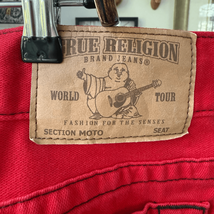 TRUE RELIGION
BRAND JEANS®
WORLD TOUR
FASHION FOR THE SENSES
SECTION MOTO SEAT